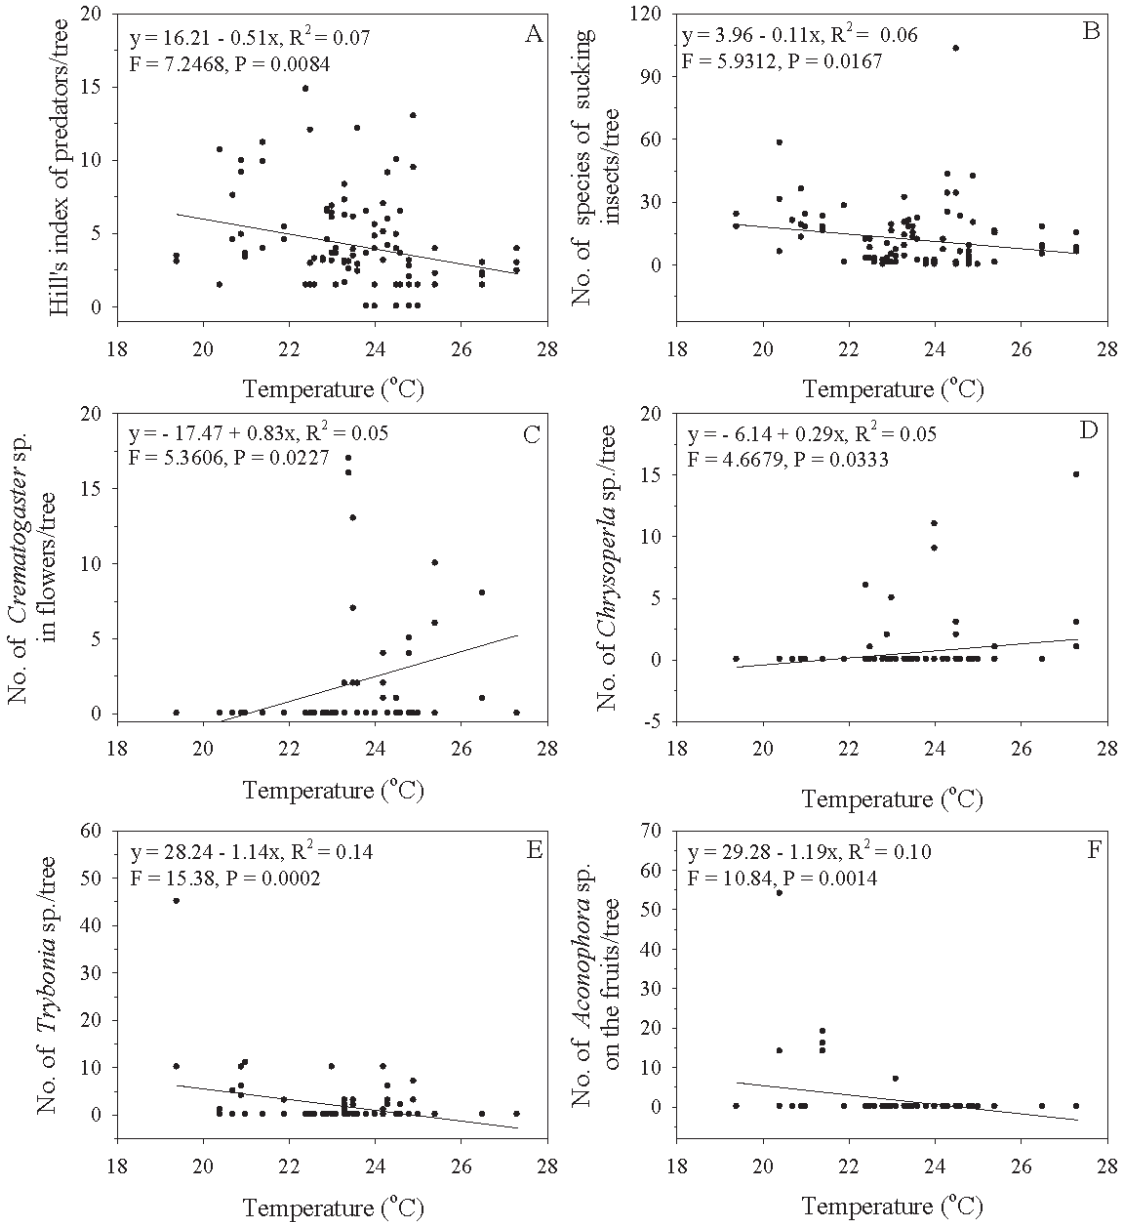 y = 16.21 - 0.51x, R2 = 0.07
F = 7.2468, P = 0.0084
A
Hill's index of predators/tree
20
15
10
5
0
18 20 22 24 26 28
Temperature (oC)
y = 3.96 - 0.11x, R2 = 0.06
F = 5.9312, P = 0.0167
B
No. of species of sucking
insects/tree
120
90
60
30
0
18 20 22 24 26 28
Temperature (oC)
y = - 17.47 + 0.83x, R2 = 0.05
F = 5.3606, P = 0.0227
C
No. of Crematogaster sp.
in flowers/tree
20
15
10
5
0
18 20 22 24 26 28
Temperature (oC)
y = - 6.14 + 0.29x, R2 = 0.05
F = 4.6679, P = 0.0333
D
No. of Chrysoperla sp./tree
20
15
10
5
0
-5
18 20 22 24 26 28
Temperature (oC)
y = 28.24 - 1.14x, R2 = 0.14
F = 15.38, P = 0.0002
E
No. of Trybonia sp./tree
60
50
40
30
20
10
0
18 20 22 24 26 28
Temperature (oC)
y = 29.28 - 1.19x, R2 = 0.10
F = 10.84, P = 0.0014
F
No. of Aconophora sp.
on the fruits/tree
70
60
50
40
30
20
10
0
18 20 22 24 26 28
Temperature (oC)